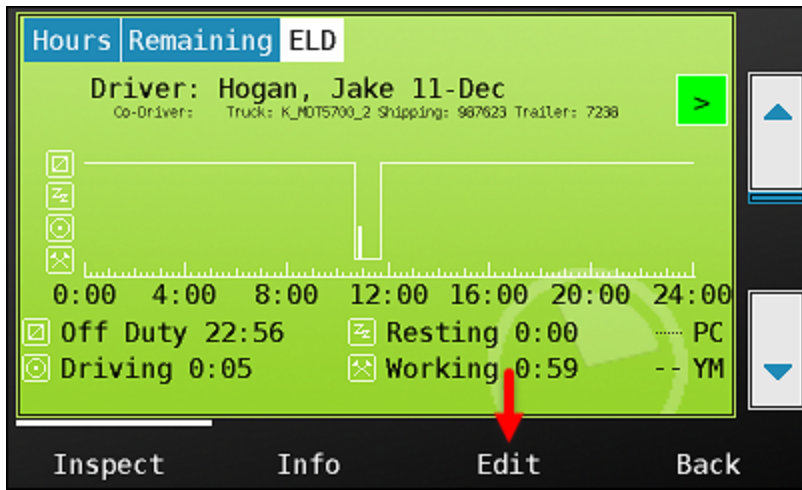 Hours Remaining ELD
Driver: Hogan, Jake 11-Dec
Co-Driver: Truck: K_MDT5700_2 Shipping: 987623 Trailer: 7238
>
0:00 4:00 8:00 12:00 16:00 20:00 24:00
Off Duty 22:56 Resting 0:00 PC
Driving 0:05 Working 0:59 -- YM
Inspect Info Edit Back